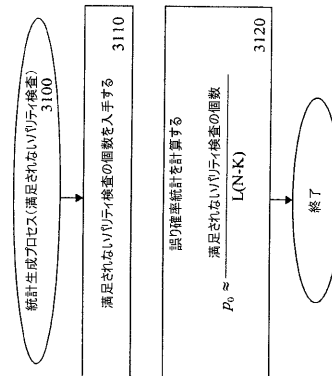 統計生成プロセス(満足されないパリティ検査)
3100
3110
満足されないパリティ検査の個数を入手する
3120
誤り確率統計を計算する
p₀ ≈ 満足されないパリティ検査の個数
L(N-K)
終了